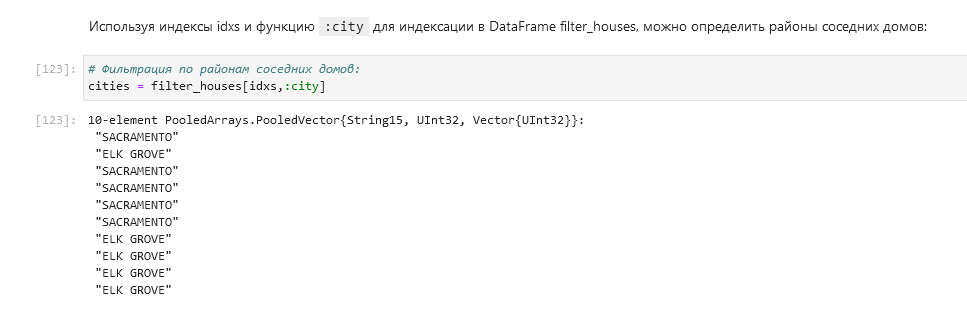 Используя индексы idxs и функцию :city для индексации в DataFrame filter_houses, можно определить районы соседних домов:
[123]: # Фильтрация по районам соседних домов:
cities = filter_houses[idxs,:city]
[123]: 10-element PooledArrays.PooledVector{String15, UInt32, Vector{UInt32}}:
"SACRAMENTO"
"ELK GROVE"
"SACRAMENTO"
"SACRAMENTO"
"SACRAMENTO"
"SACRAMENTO"
"ELK GROVE"
"ELK GROVE"
"ELK GROVE"
"ELK GROVE"